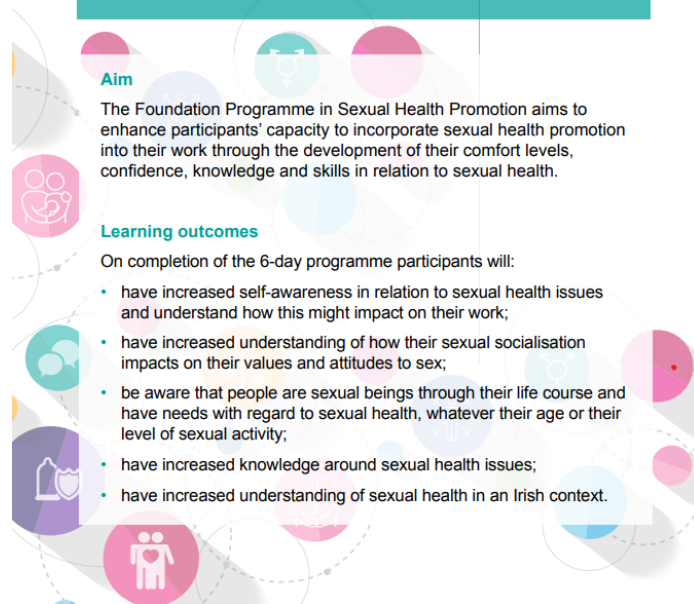 Aim
The Foundation Programme in Sexual Health Promotion aims to
enhance participants’ capacity to incorporate sexual health promotion
into their work through the development of their comfort levels,
confidence, knowledge and skills in relation to sexual health.
Learning outcomes
On completion of the 6-day programme participants will:
• have increased self-awareness in relation to sexual health issues
and understand how this might impact on their work;
• have increased understanding of how their sexual socialisation
impacts on their values and attitudes to sex;
• be aware that people are sexual beings through their life course and
have needs with regard to sexual health, whatever their age or their
level of sexual activity;
• have increased knowledge around sexual health issues;
• have increased understanding of sexual health in an Irish context.